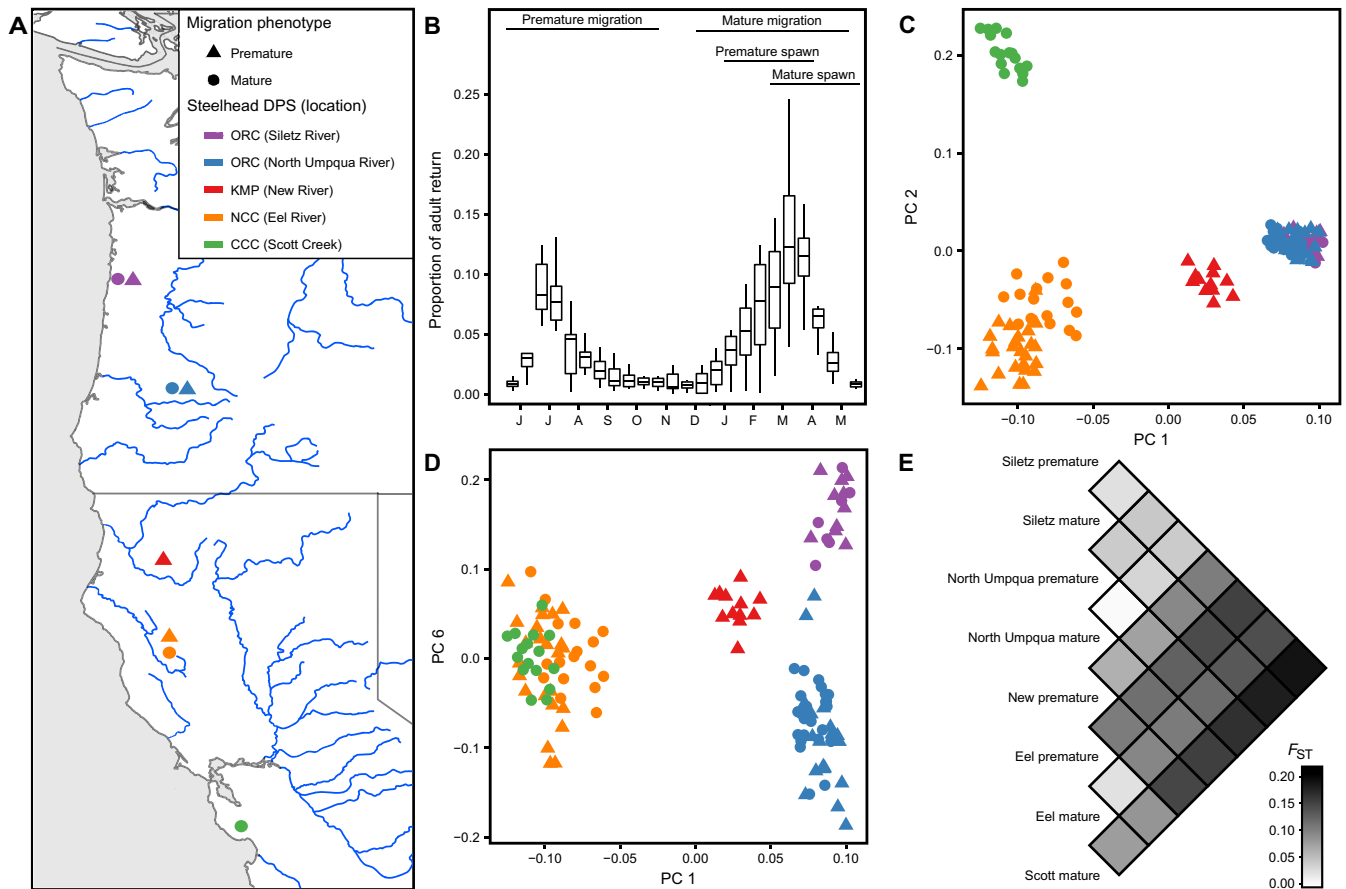 A
Migration phenotype
Premature
Mature
Steelhead DPS (location)
ORC (Siletz River)
ORC (North Umpqua River)
KMP (New River)
NCC (Eel River)
CCC (Scott Creek)
B
Premature migration
Mature migration
Premature spawn
Mature spawn
Proportion of adult return
0.25
0.20
0.15
0.10
0.05
0.00
J J A S O N D J F M A M
C
PC 2
0.2
0.1
0.0
−0.1
−0.10 −0.05 0.00 0.05 0.10
PC 1
D
PC 6
0.2
0.1
0.0
−0.1
−0.2
−0.10 −0.05 0.00 0.05 0.10
PC 1
E
Siletz premature
Siletz mature
North Umpqua premature
North Umpqua mature
New premature
Eel premature
Eel mature
Scott mature
FST
0.20
0.15
0.10
0.05
0.00